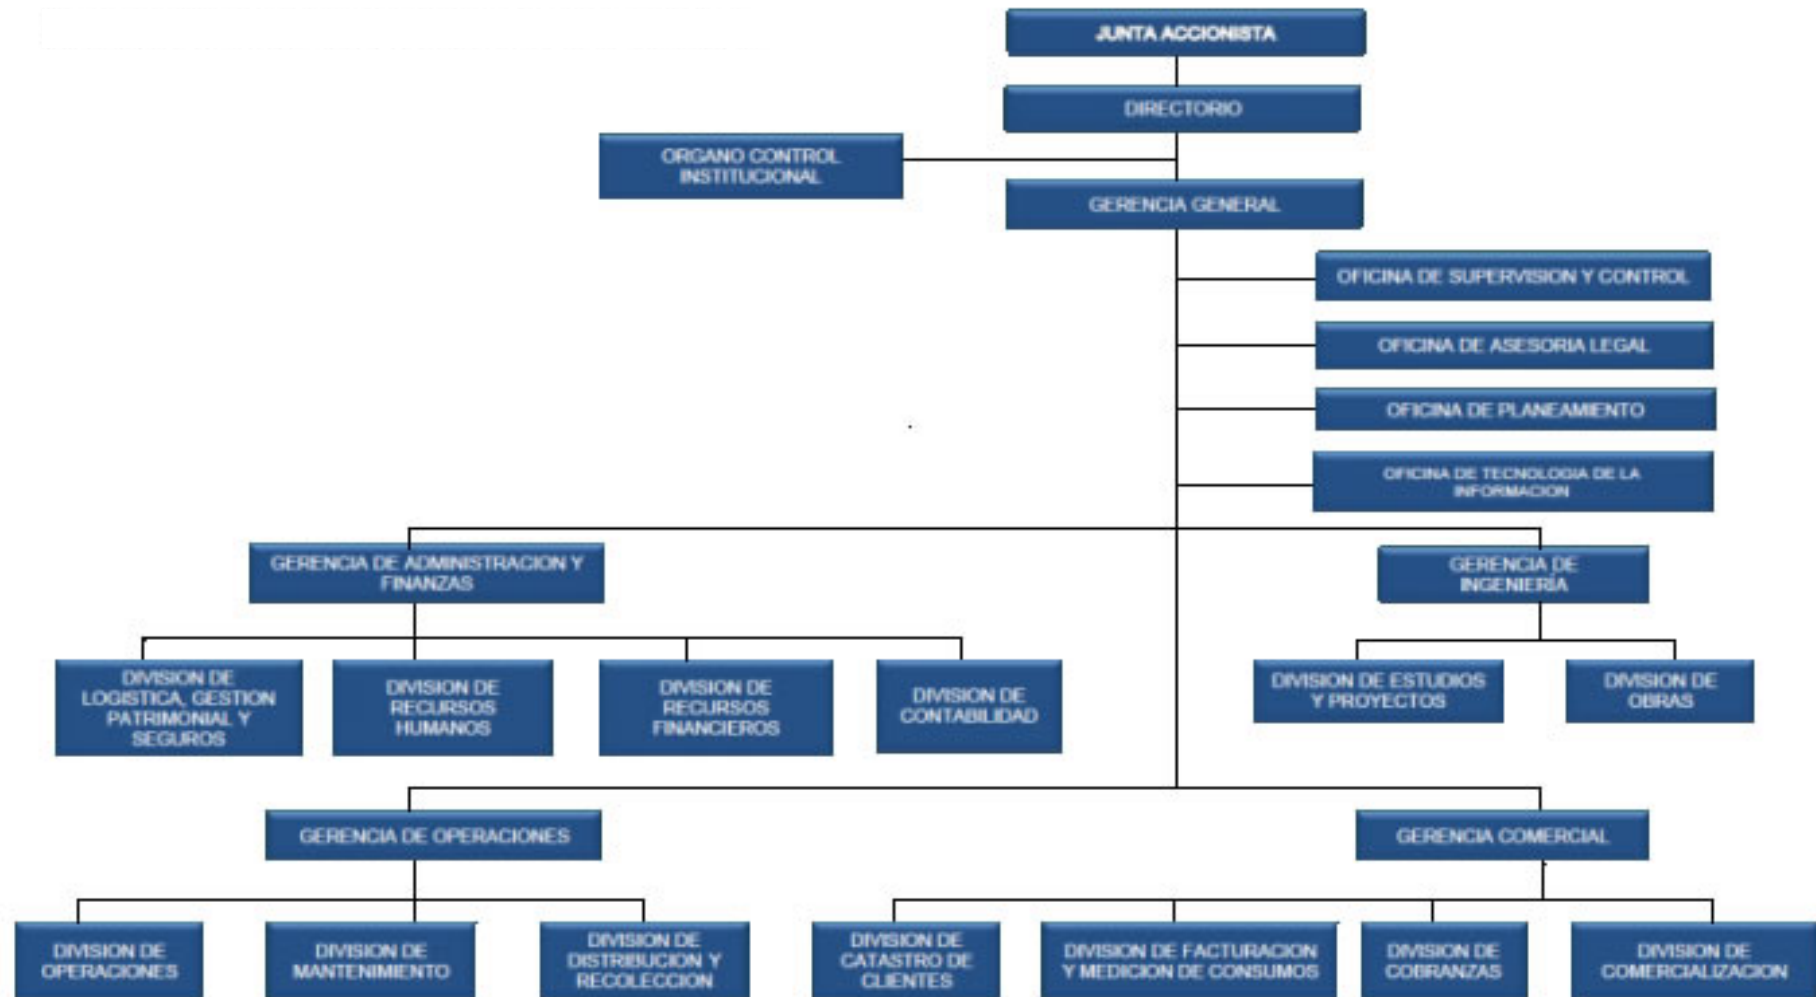 JUNTA ACCIONISTA
DIRECTORIO
ORGANO CONTROL
INSTITUCIONAL
GERENCIA GENERAL
OFICINA DE SUPERVISION Y CONTROL
OFICINA DE ASESORIA LEGAL
OFICINA DE PLANEAMIENTO
OFICINA DE TECNOLOGIA DE LA
INFORMACION
GERENCIA DE ADMINISTRACION Y
FINANZAS
GERENCIA DE
INGENIERÍA
DIVISION DE
LOGISTICA, GESTION
PATRIMONIAL Y
SEGUROS
DIVISION DE
RECURSOS
HUMANOS
DIVISION DE
RECURSOS
FINANCIEROS
DIVISION DE
CONTABILIDAD
DIVISION DE ESTUDIOS
Y PROYECTOS
DIVISION DE
OBRAS
GERENCIA DE OPERACIONES
GERENCIA COMERCIAL
DIVISION DE
OPERACIONES
DIVISION DE
MANTENIMIENTO
DIVISION DE
DISTRIBUCION Y
RECOLECCION
DIVISION DE
CATASTRO DE
CLIENTES
DIVISION DE FACTURACION
Y MEDICION DE CONSUMOS
DIVISION DE
COBRANZAS
DIVISION DE
COMERCIALIZACION